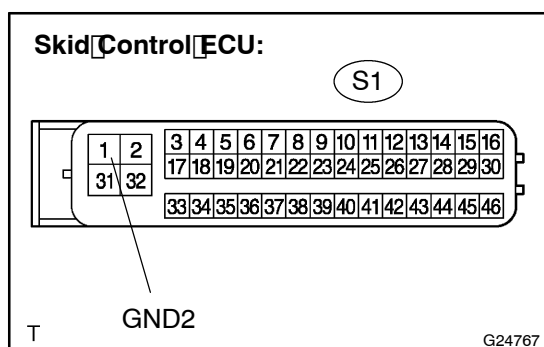 Skid Control ECU:
S1
1 2 3 4 5 6 7 8 9 10 11 12 13 14 15 16
31 32 17 18 19 20 21 22 23 24 25 26 27 28 29 30
33 34 35 36 37 38 39 40 41 42 43 44 45 46
GND2
T
G24767